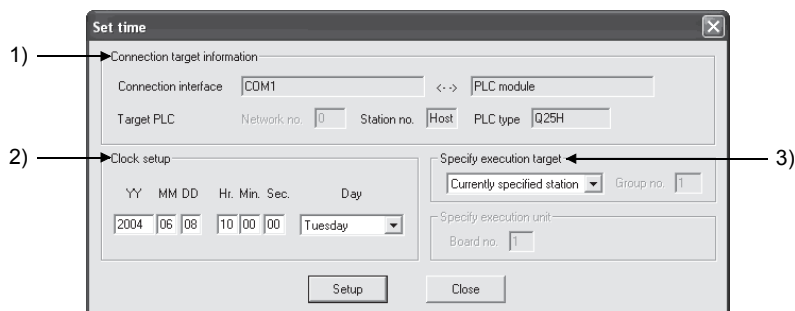 Set time
1)
Connection target information
Connection interface COM1 <--> PLC module
Target PLC Network no. 0 Station no. Host PLC type Q25H
2)
Clock setup
YY MM DD Hr. Min. Sec. Day
2004 06 08 10 00 00 Tuesday
3)
Specify execution target
Currently specified station Group no. 1
Specify execution unit
Board no. 1
Setup Close